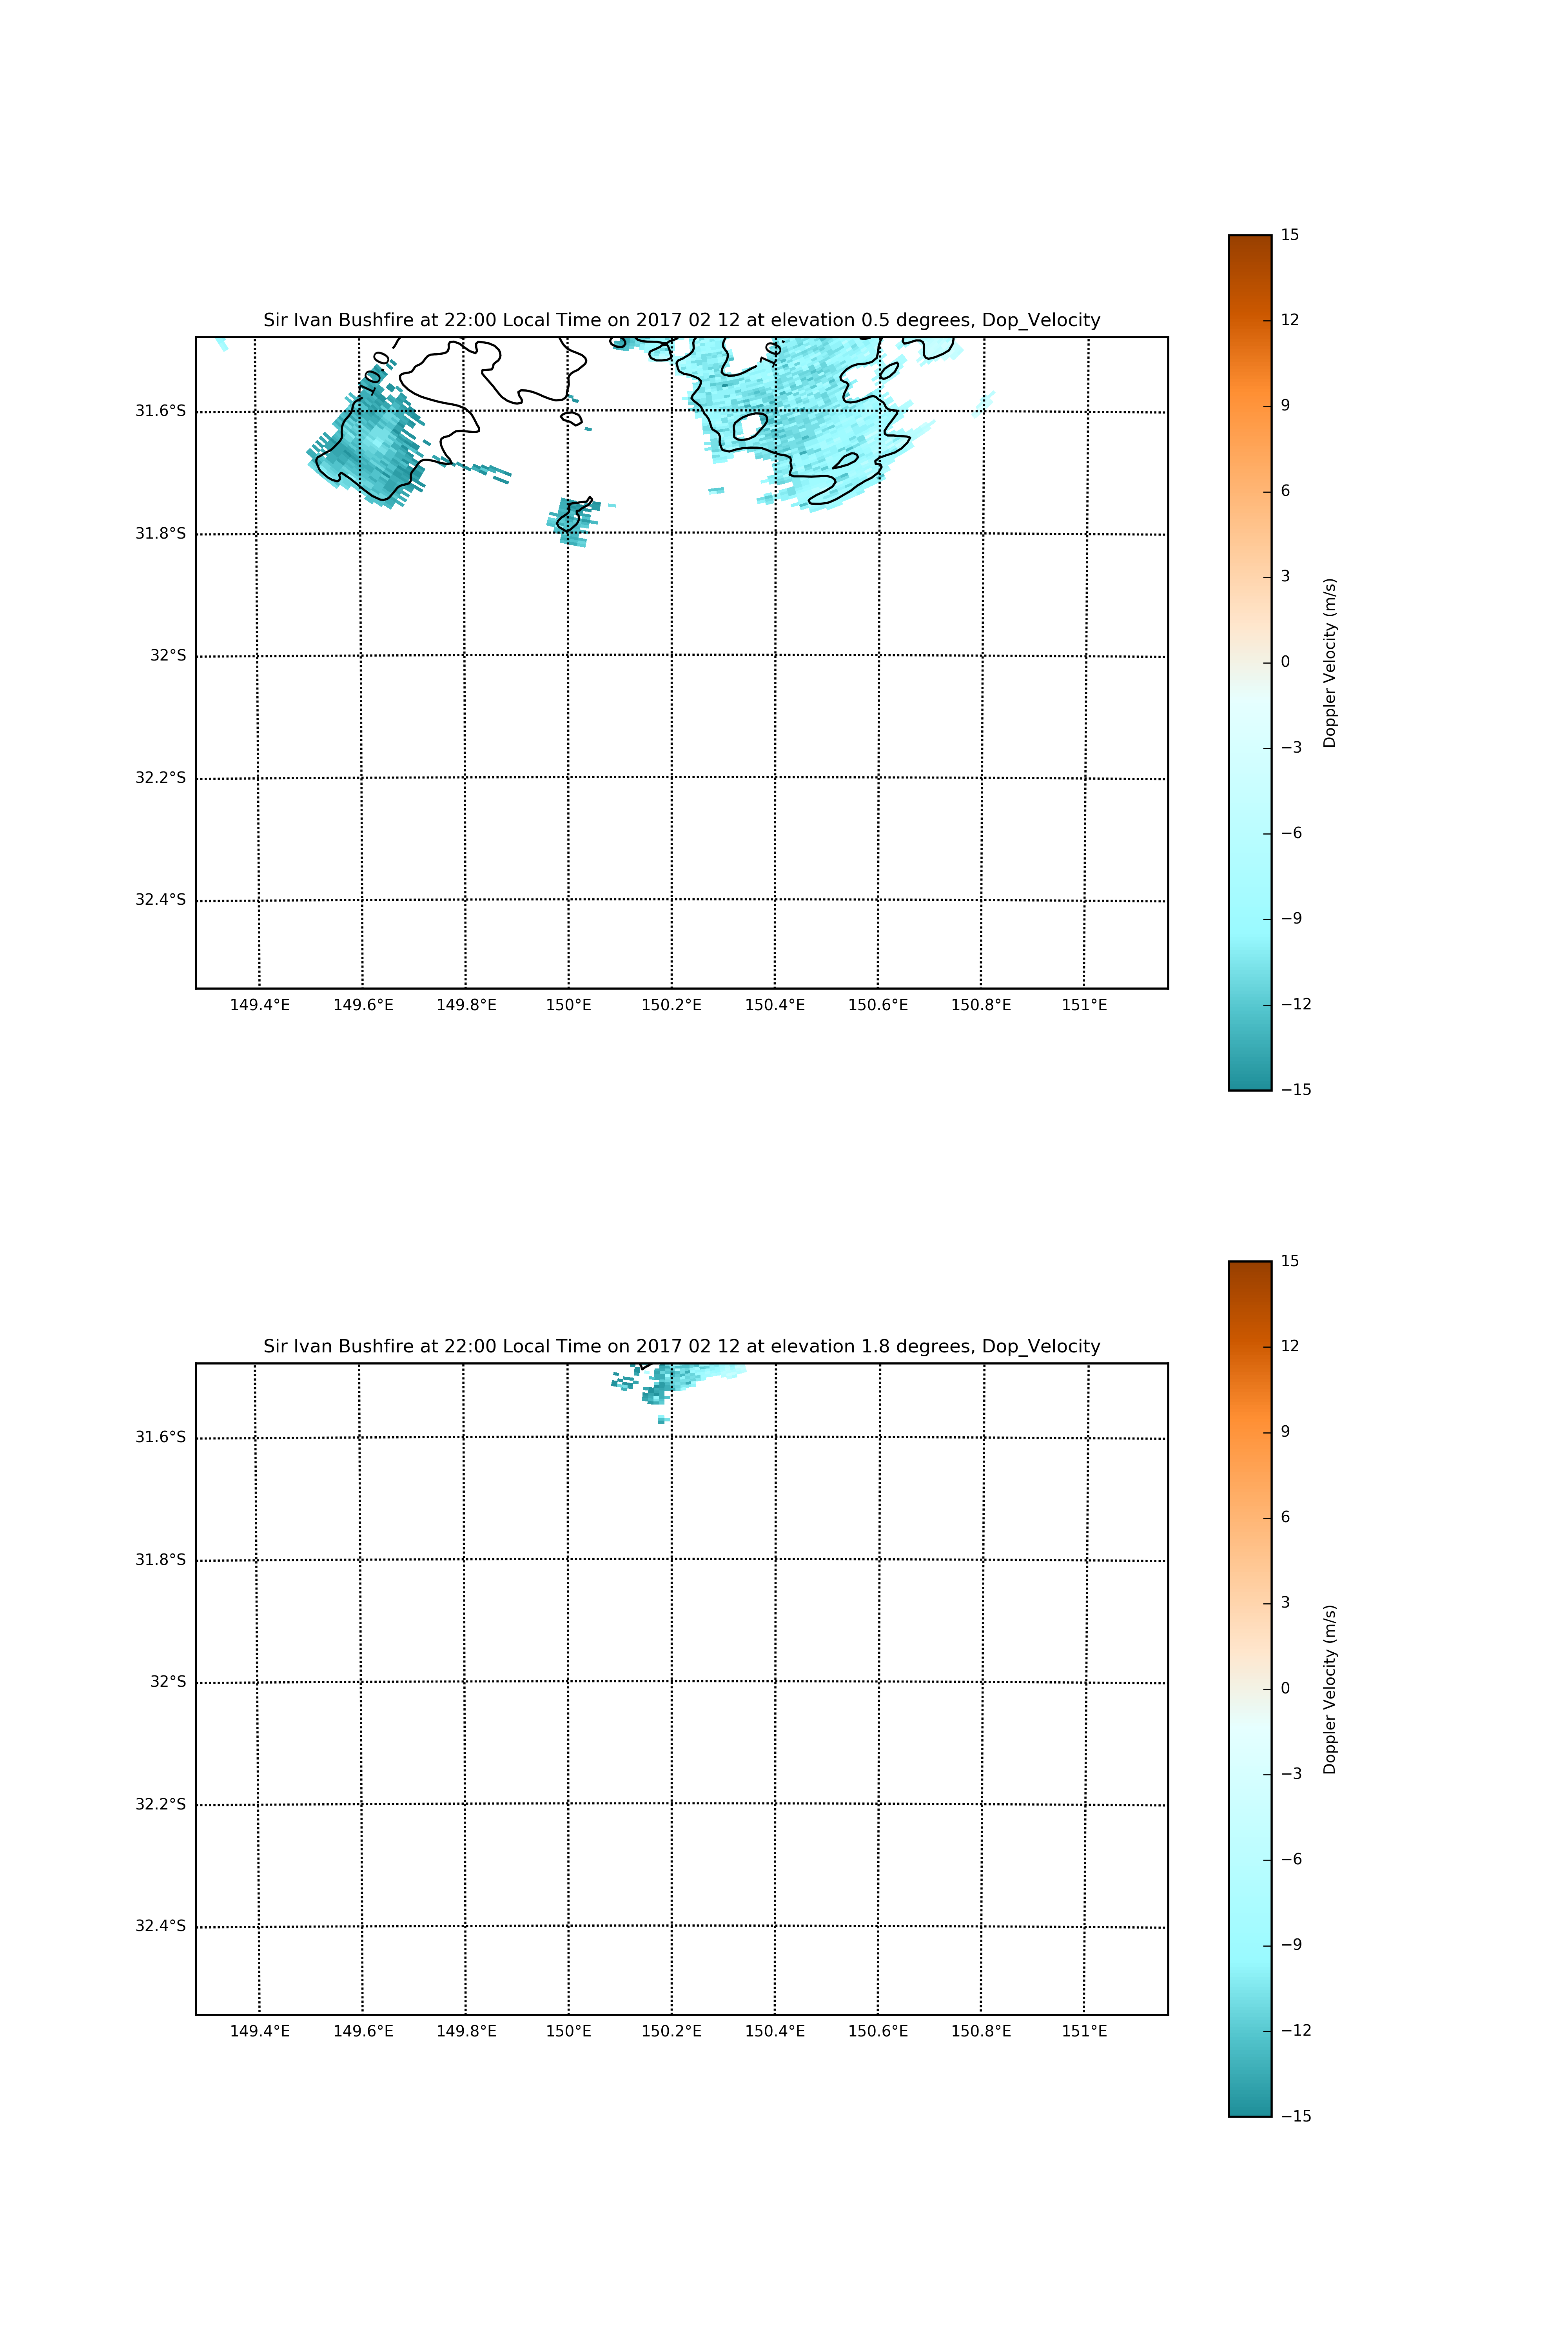 Sir Ivan Bushfire at 22:00 Local Time on 2017 02 12 at elevation 0.5 degrees, Dop_Velocity
10.0
10.
31.6°S
31.8°S
32°S
32.2°S
32.4°S
149.4°E 149.6°E 149.8°E 150°E 150.2°E 150.4°E 150.6°E 150.8°E 151°E
15
12
9
6
3
0
−3
−6
−9
−12
−15
Doppler Velocity (m/s)
Sir Ivan Bushfire at 22:00 Local Time on 2017 02 12 at elevation 1.8 degrees, Dop_Velocity
31.6°S
31.8°S
32°S
32.2°S
32.4°S
149.4°E 149.6°E 149.8°E 150°E 150.2°E 150.4°E 150.6°E 150.8°E 151°E
15
12
9
6
3
0
−3
−6
−9
−12
−15
Doppler Velocity (m/s)